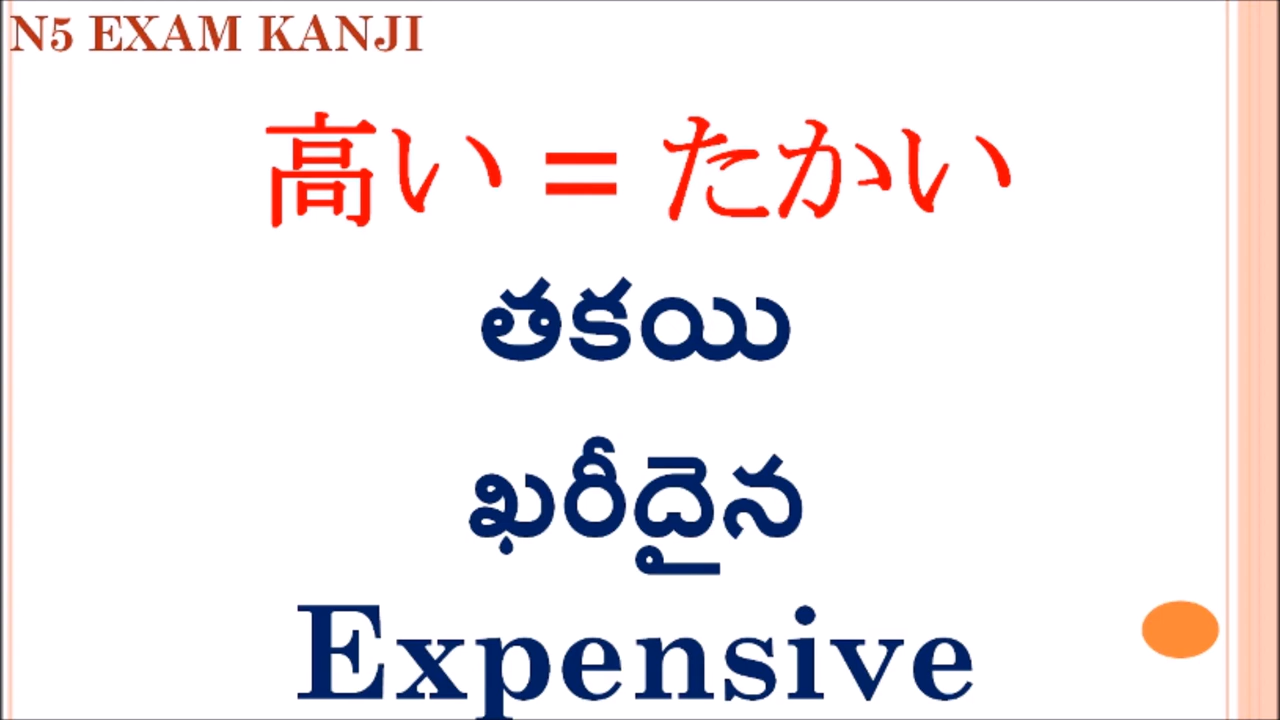 N5 EXAM KANJI
高い = たかい
తకయి
ఖరీదైన
Expensive